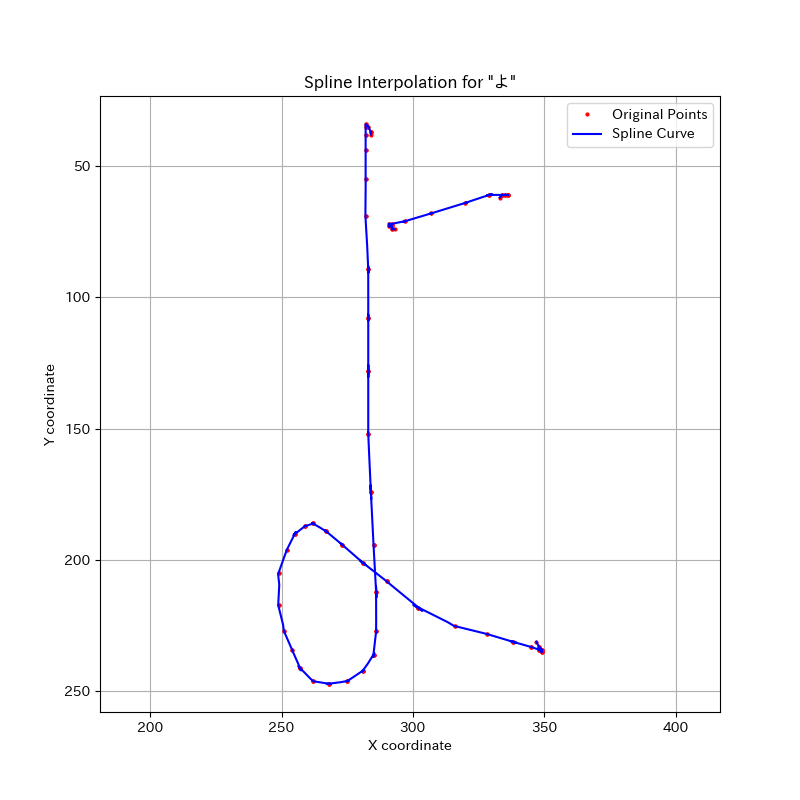 Spline Interpolation for "よ"
Original Points
Spline Curve
50
100
150
200
250
Y coordinate
200 250 300 350 400
X coordinate